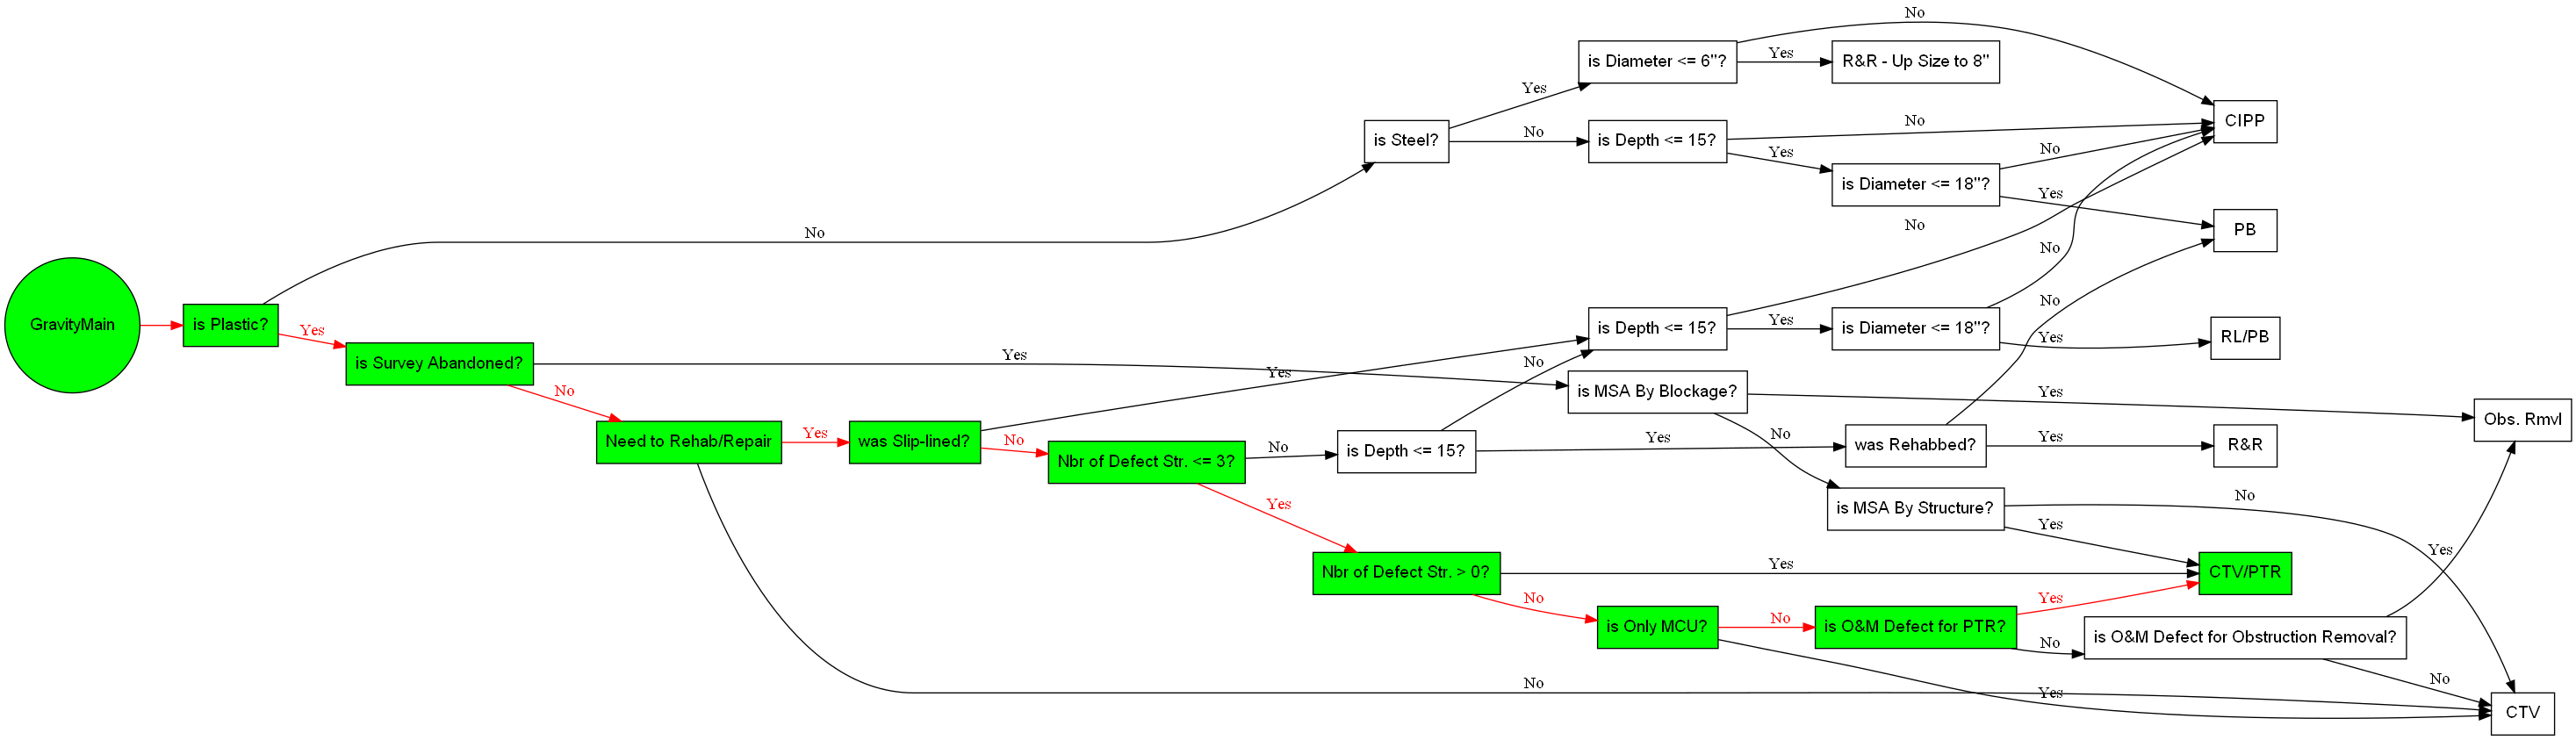 GravityMain
is Plastic?
Yes
No
is Survey Abandoned?
Yes
No
Need to Rehab/Repair
Yes
No
was Slip-lined?
Yes
No
Nbr of Defect Str. <= 3?
No
Yes
is Steel?
Yes
No
is Diameter <= 6"?
No
Yes
R&R - Up Size to 8"
is Depth <= 15?
No
Yes
is Diameter <= 18"?
No
Yes
CIPP
PB
is Depth <= 15?
No
Yes
is Diameter <= 18"?
No
Yes
RL/PB
is Depth <= 15?
No
Yes
was Rehabbed?
No
Yes
R&R
is MSA By Blockage?
Yes
No
Obs. Rmvl
is MSA By Structure?
No
Yes
Nbr of Defect Str. > 0?
Yes
No
CTV/PTR
is Only MCU?
No
Yes
is O&M Defect for PTR?
Yes
No
is O&M Defect for Obstruction Removal?
Yes
No
CTV